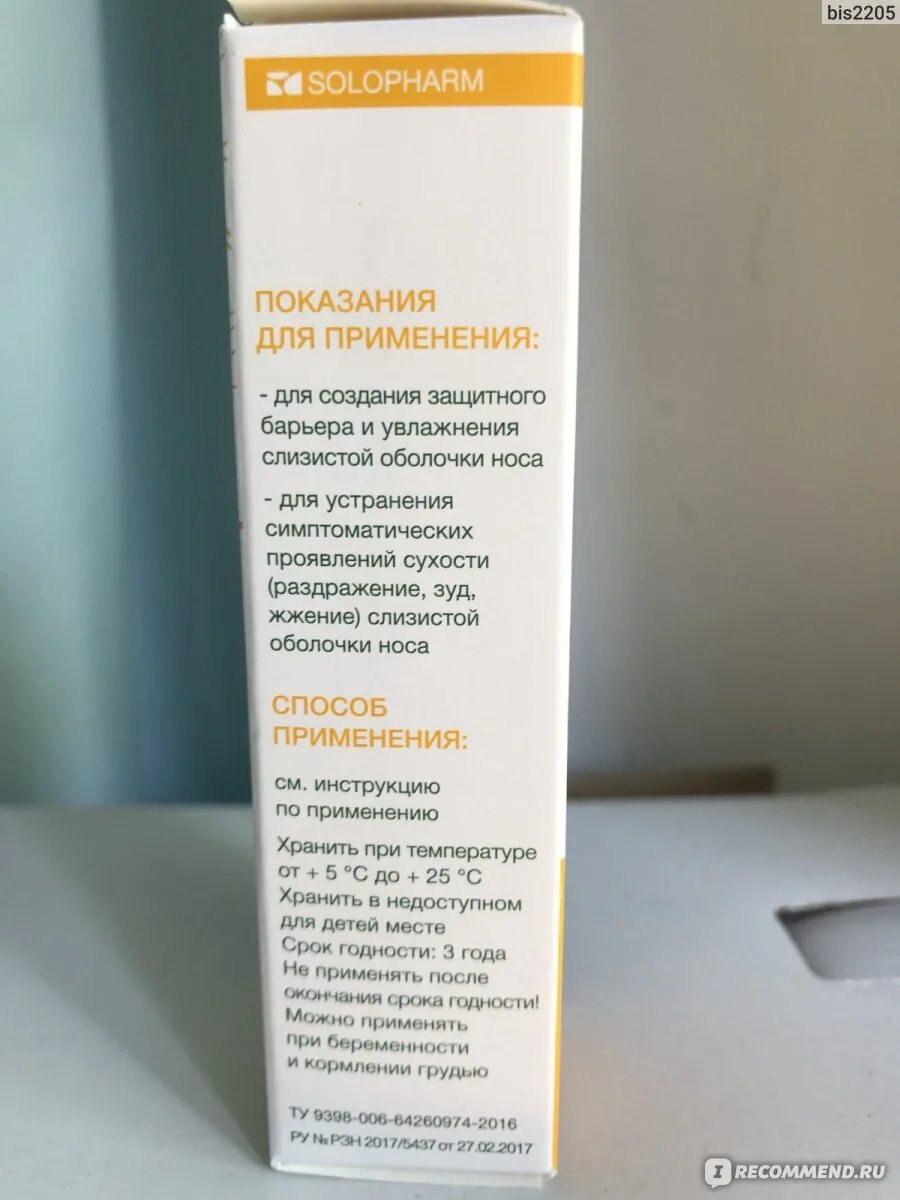 bis2205
SOLOPHARM
ПОКАЗАНИЯ
ДЛЯ ПРИМЕНЕНИЯ:
- для создания защитного
барьера и увлажнения
слизистой оболочки носа
- для устранения
симптоматических
проявлений сухости
(раздражение, зуд,
жжение) слизистой
оболочки носа
СПОСОБ
ПРИМЕНЕНИЯ:
см. инструкцию
по применению
Хранить при температуре
от + 5 °С до + 25 °С
Хранить в недоступном
для детей месте
Срок годности: 3 года
Не применять после
окончания срока годности!
Можно применять
при беременности
и кормлении грудью
ТУ 9398-006-64260974-2016
РУ № РЗН 2017/5437 от 27.02.2017
IRECOMMEND.RU